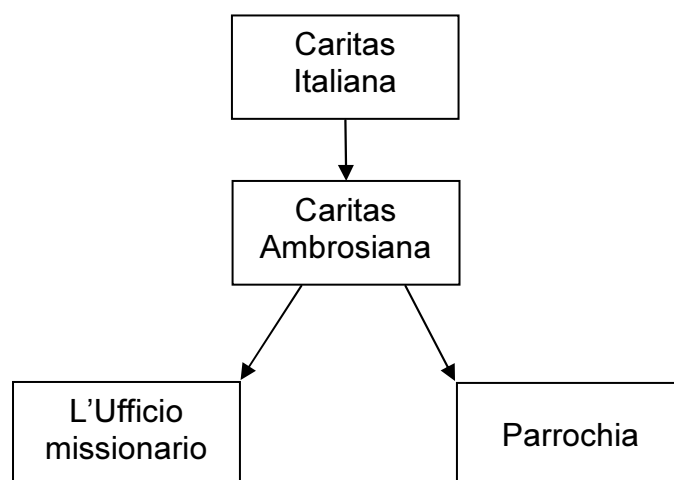 Caritas
Italiana
Caritas
Ambrosiana
L’Ufficio
missionario
Parrochia